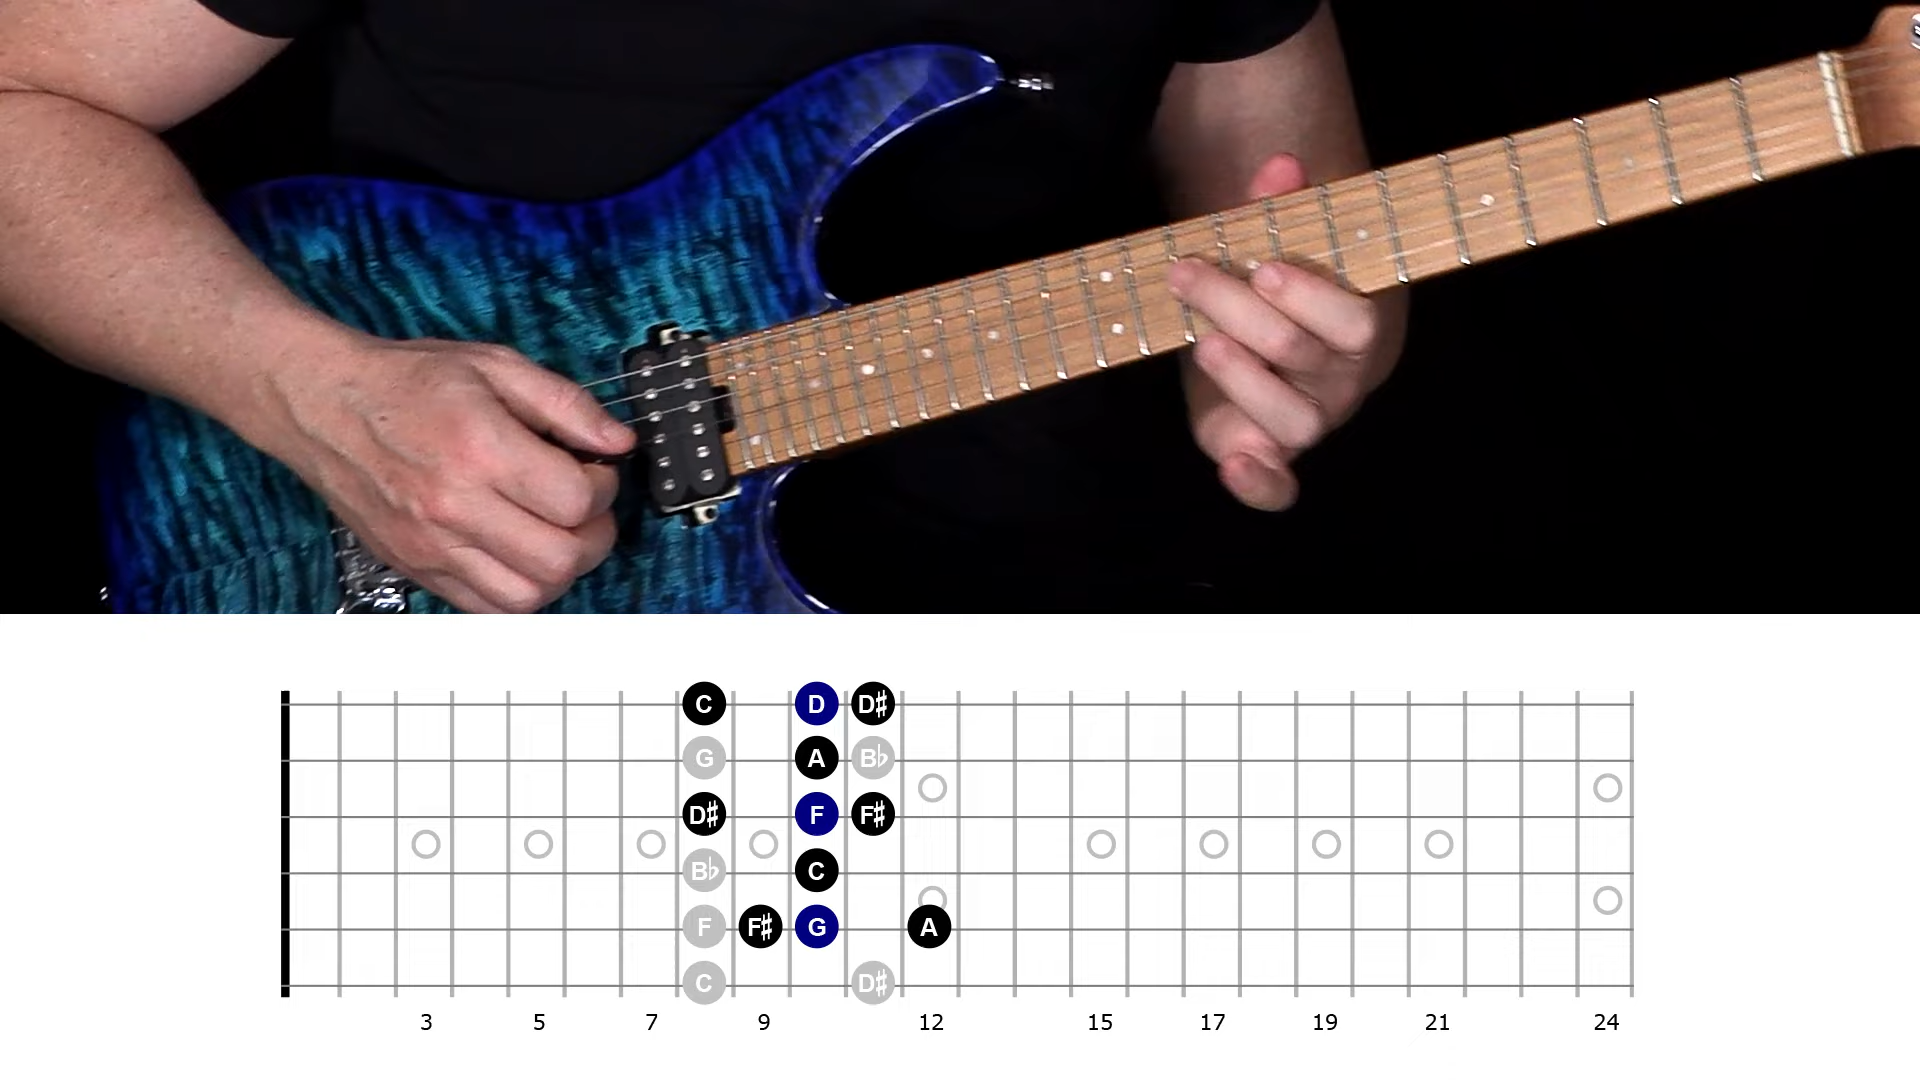 C D D♯
G A B♭
D♯ F F♯
B♭ C
F F♯ G A
C D♯
3 5 7 9 12 15 17 19 21 24